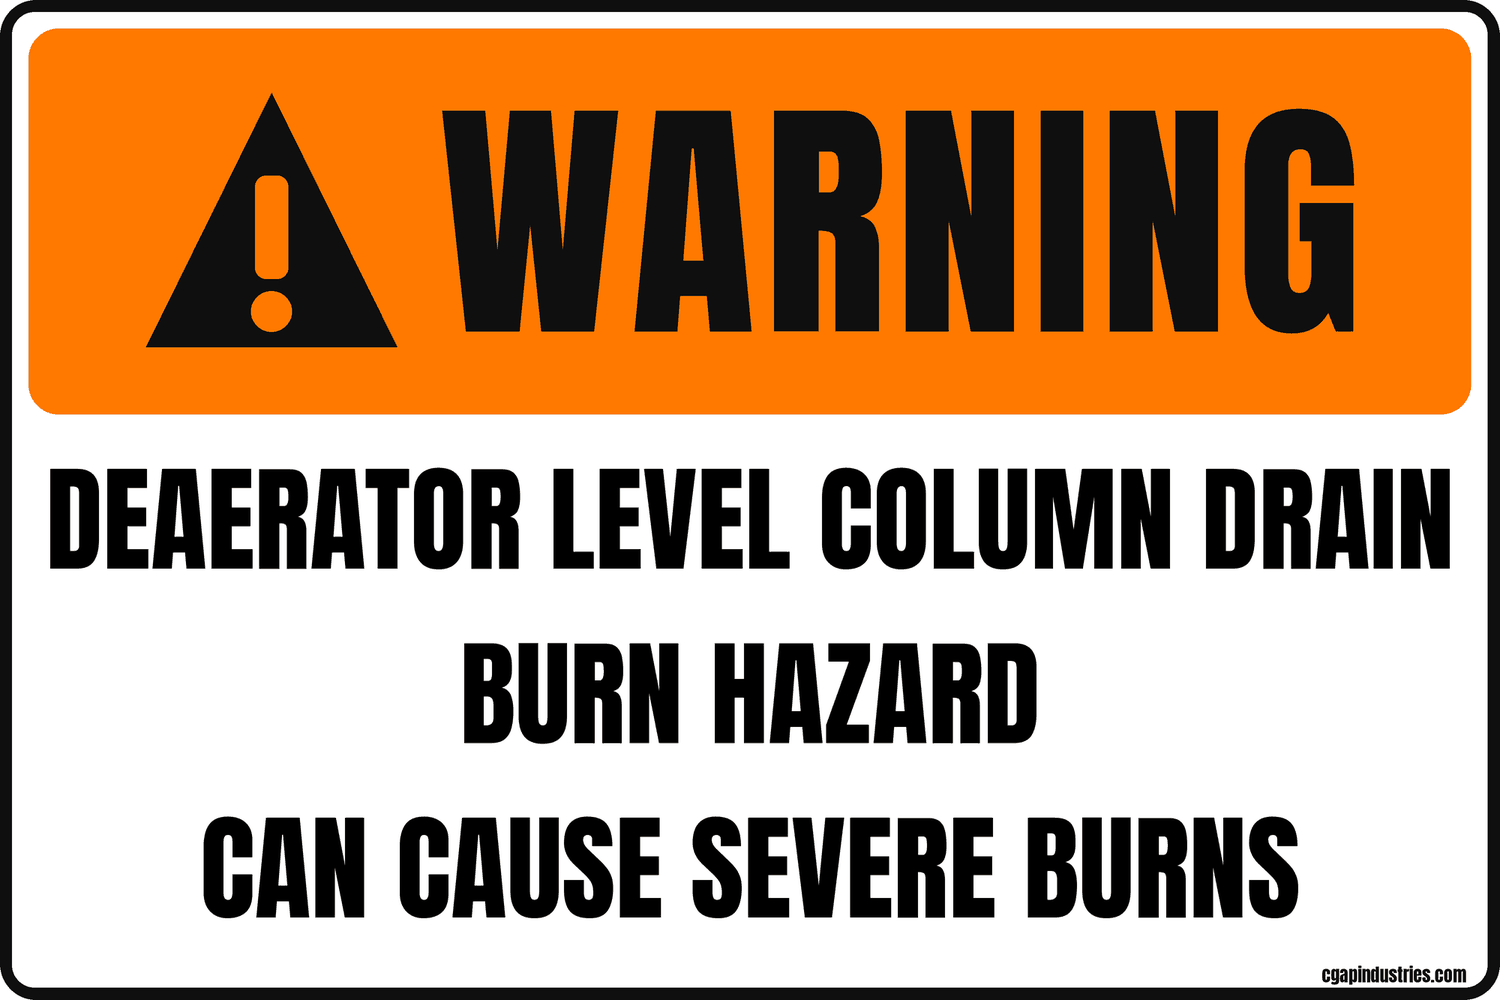 WARNING
DEAERATOR LEVEL COLUMN DRAIN
BURN HAZARD
CAN CAUSE SEVERE BURNS
cgapindustries.com